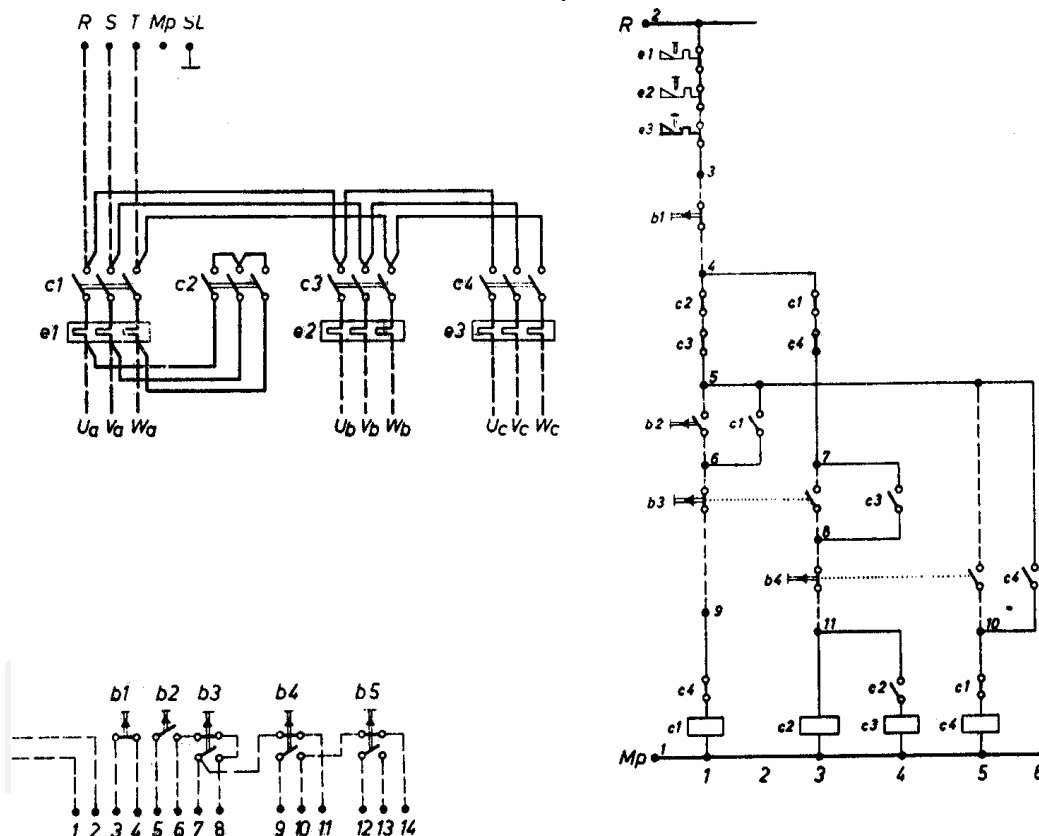 R S T Mp SL
c1 c2 c3 c4
e1 e2 e3
Ua Va Wa Ub Vb Wb Uc Vc Wc
b1 b2 b3 b4 b5
1 2 3 4 5 6 7 8 9 10 11 12 13 14
R 2
e1
e2
e3
3
b1
4
c2 c1
c3 c4
5
b2 c1
6 7
b3 c3
8
b4 c4
9 11 10
c4 e2 c1
c1 c2 c3 c4
Mp 1
1 2 3 4 5 6